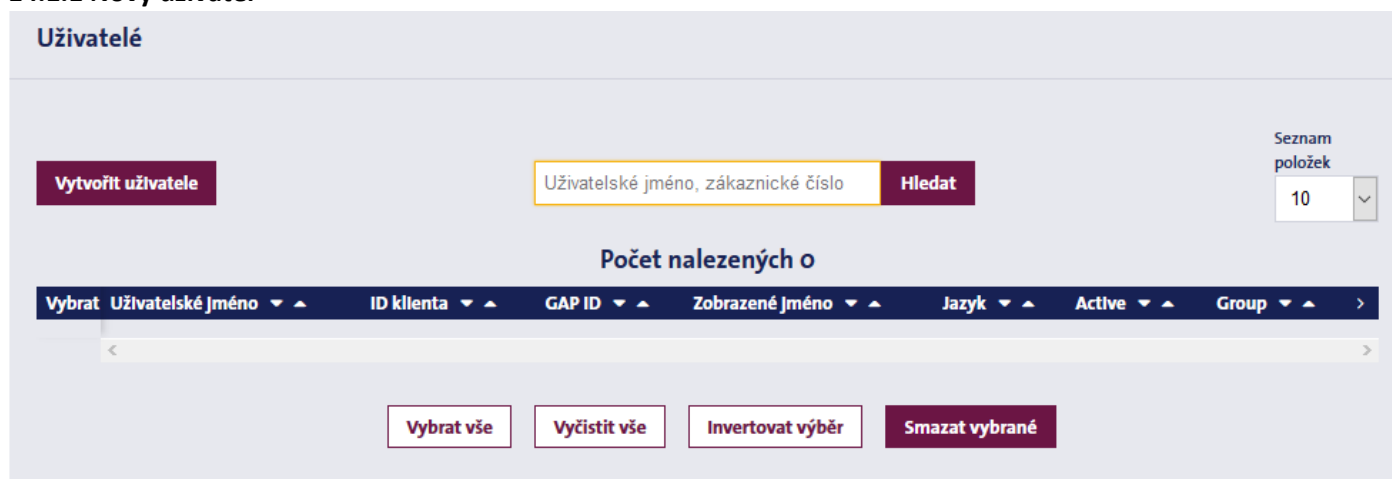 Uživatelé
Vytvořit uživatele
Uživatelské jméno, zákaznické číslo
Hledat
Seznam
položek
10
Počet nalezených 0
Vybrat Uživatelské jméno ID klienta GAP ID Zobrazené jméno Jazyk Active Group
Vybrat vše Vyčistit vše Invertovat výběr Smazat vybrané